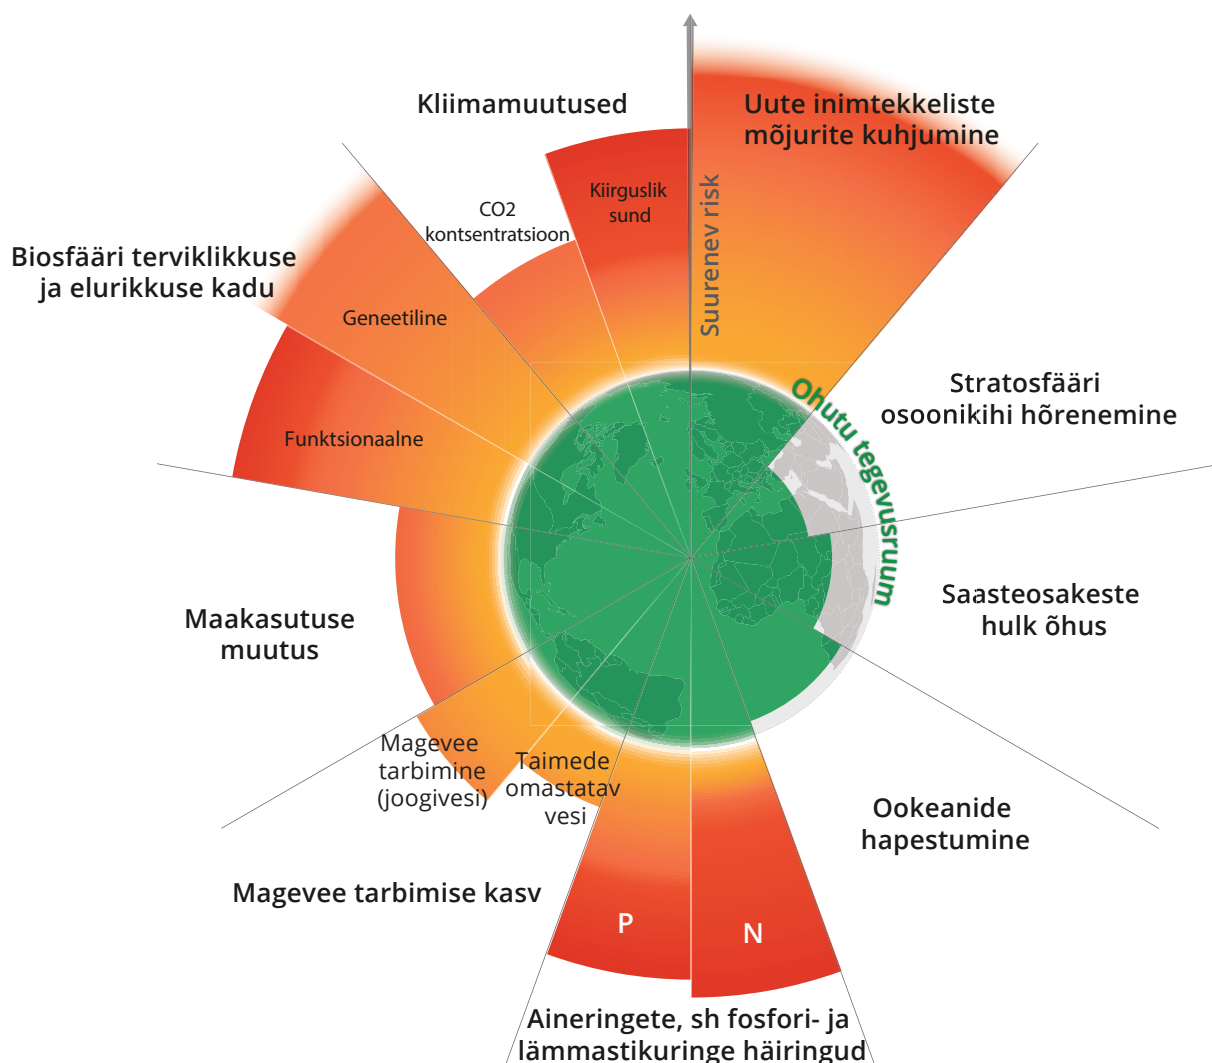 Kliimamuutused
Uute inimtekkeliste
mõjurite kuhjumine
Kiirguslik
sund
Suurenev risk
CO2
kontsentratsioon
Biosfääri terviklikkuse
ja elurikkuse kadu
Geneetiline
Funktsionaalne
Stratosfääri
osoonikihi hõrenemine
Ohutu tegevusruum
Saasteosakeste
hulk õhus
Maakasutuse
muutus
Magevee
tarbimine
(joogivesi)
Taimede
omastatav
vesi
Ookeanide
hapestumine
Magevee tarbimise kasv
P
N
Aineringete, sh fosfori- ja
lämmastikuringe häiringud